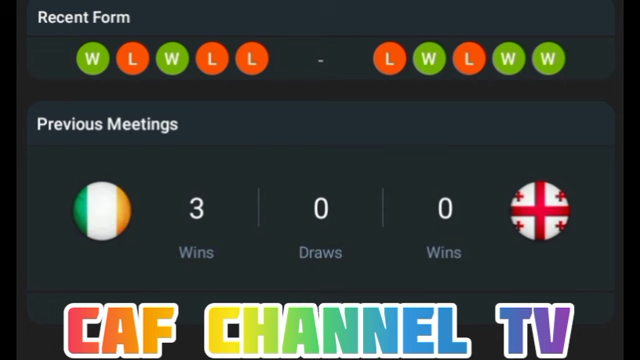 Recent Form
W L W L L - L W L W W
Previous Meetings
3 0 0
Wins Draws Wins
CAF CHANNEL TV